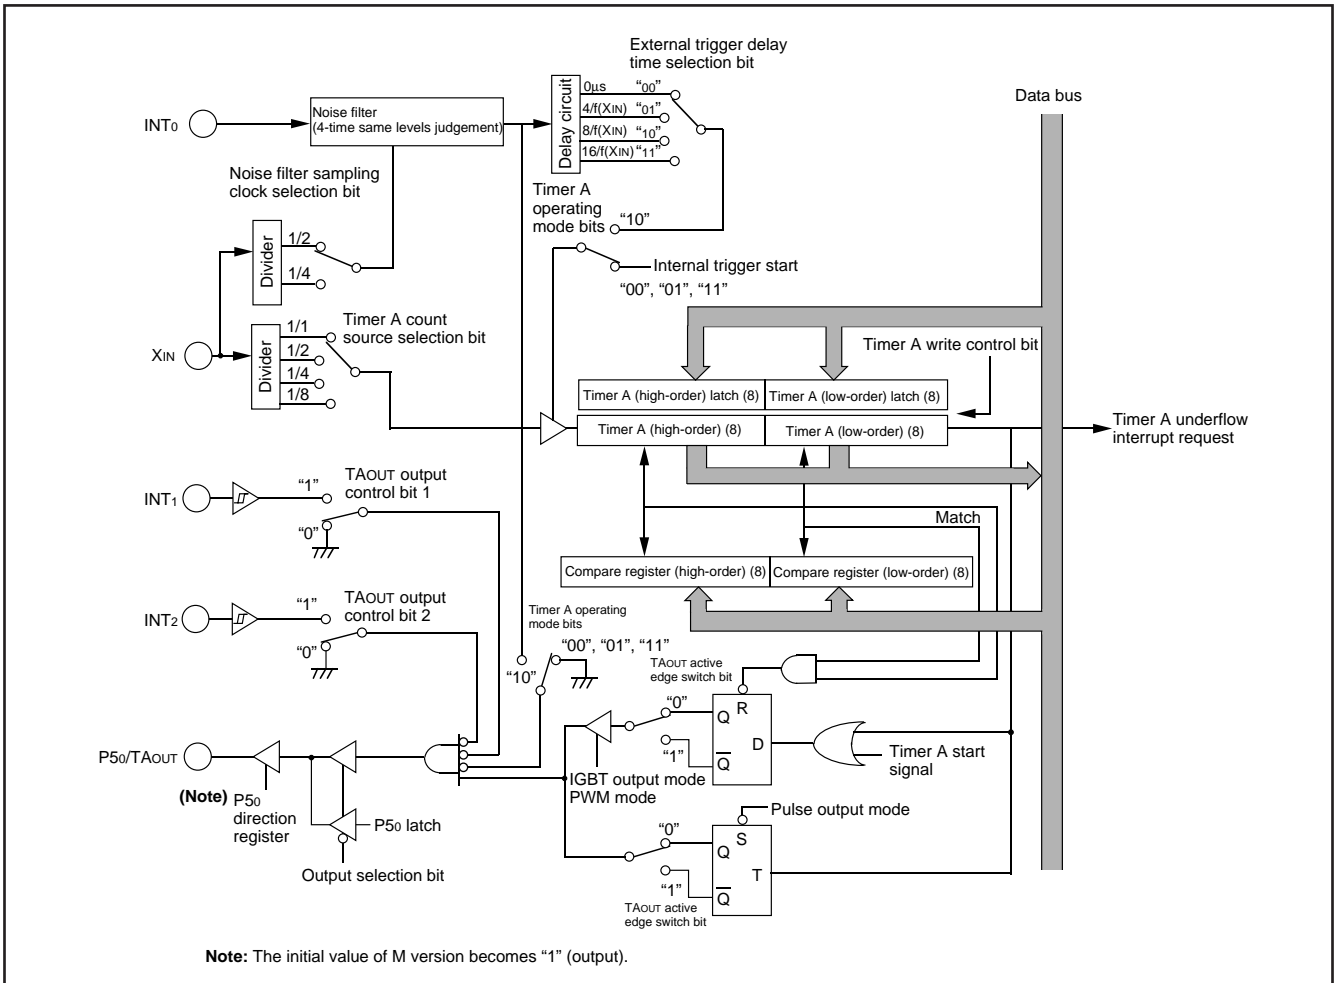 External trigger delay
time selection bit
Data bus
INT0
Noise filter
(4-time same levels judgement)
Delay circuit
0µs “00”
4/f(XIN) “01”
8/f(XIN) “10”
16/f(XIN) “11”
Noise filter sampling
clock selection bit
Timer A
operating
mode bits
“10”
Divider
1/2
1/4
Internal trigger start
“00”, “01”, “11”
XIN
Divider
1/1
1/2
1/4
1/8
Timer A count
source selection bit
Timer A write control bit
Timer A (high-order) latch (8)
Timer A (low-order) latch (8)
Timer A (high-order) (8)
Timer A (low-order) (8)
Timer A underflow
interrupt request
INT1
“1”
“0”
TAOUT output
control bit 1
Match
Compare register (high-order) (8)
Compare register (low-order) (8)
INT2
“1”
“0”
TAOUT output
control bit 2
Timer A operating
mode bits
“00”, “01”, “11”
“10”
TAOUT active
edge switch bit
“0”
“1”
Q
R
D
Q
Timer A start
signal
IGBT output mode
PWM mode
P50/TAOUT
(Note)
P50
direction
register
P50 latch
Output selection bit
Pulse output mode
“0”
“1”
S
Q
T
Q
TAOUT active
edge switch bit
Note: The initial value of M version becomes “1” (output).